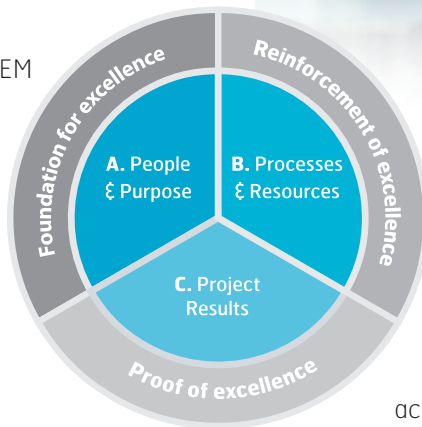 EM
Foundation for excellence
Reinforcement of excellence
A. People
& Purpose
B. Processes
& Resources
C. Project
Results
Proof of excellence
ac